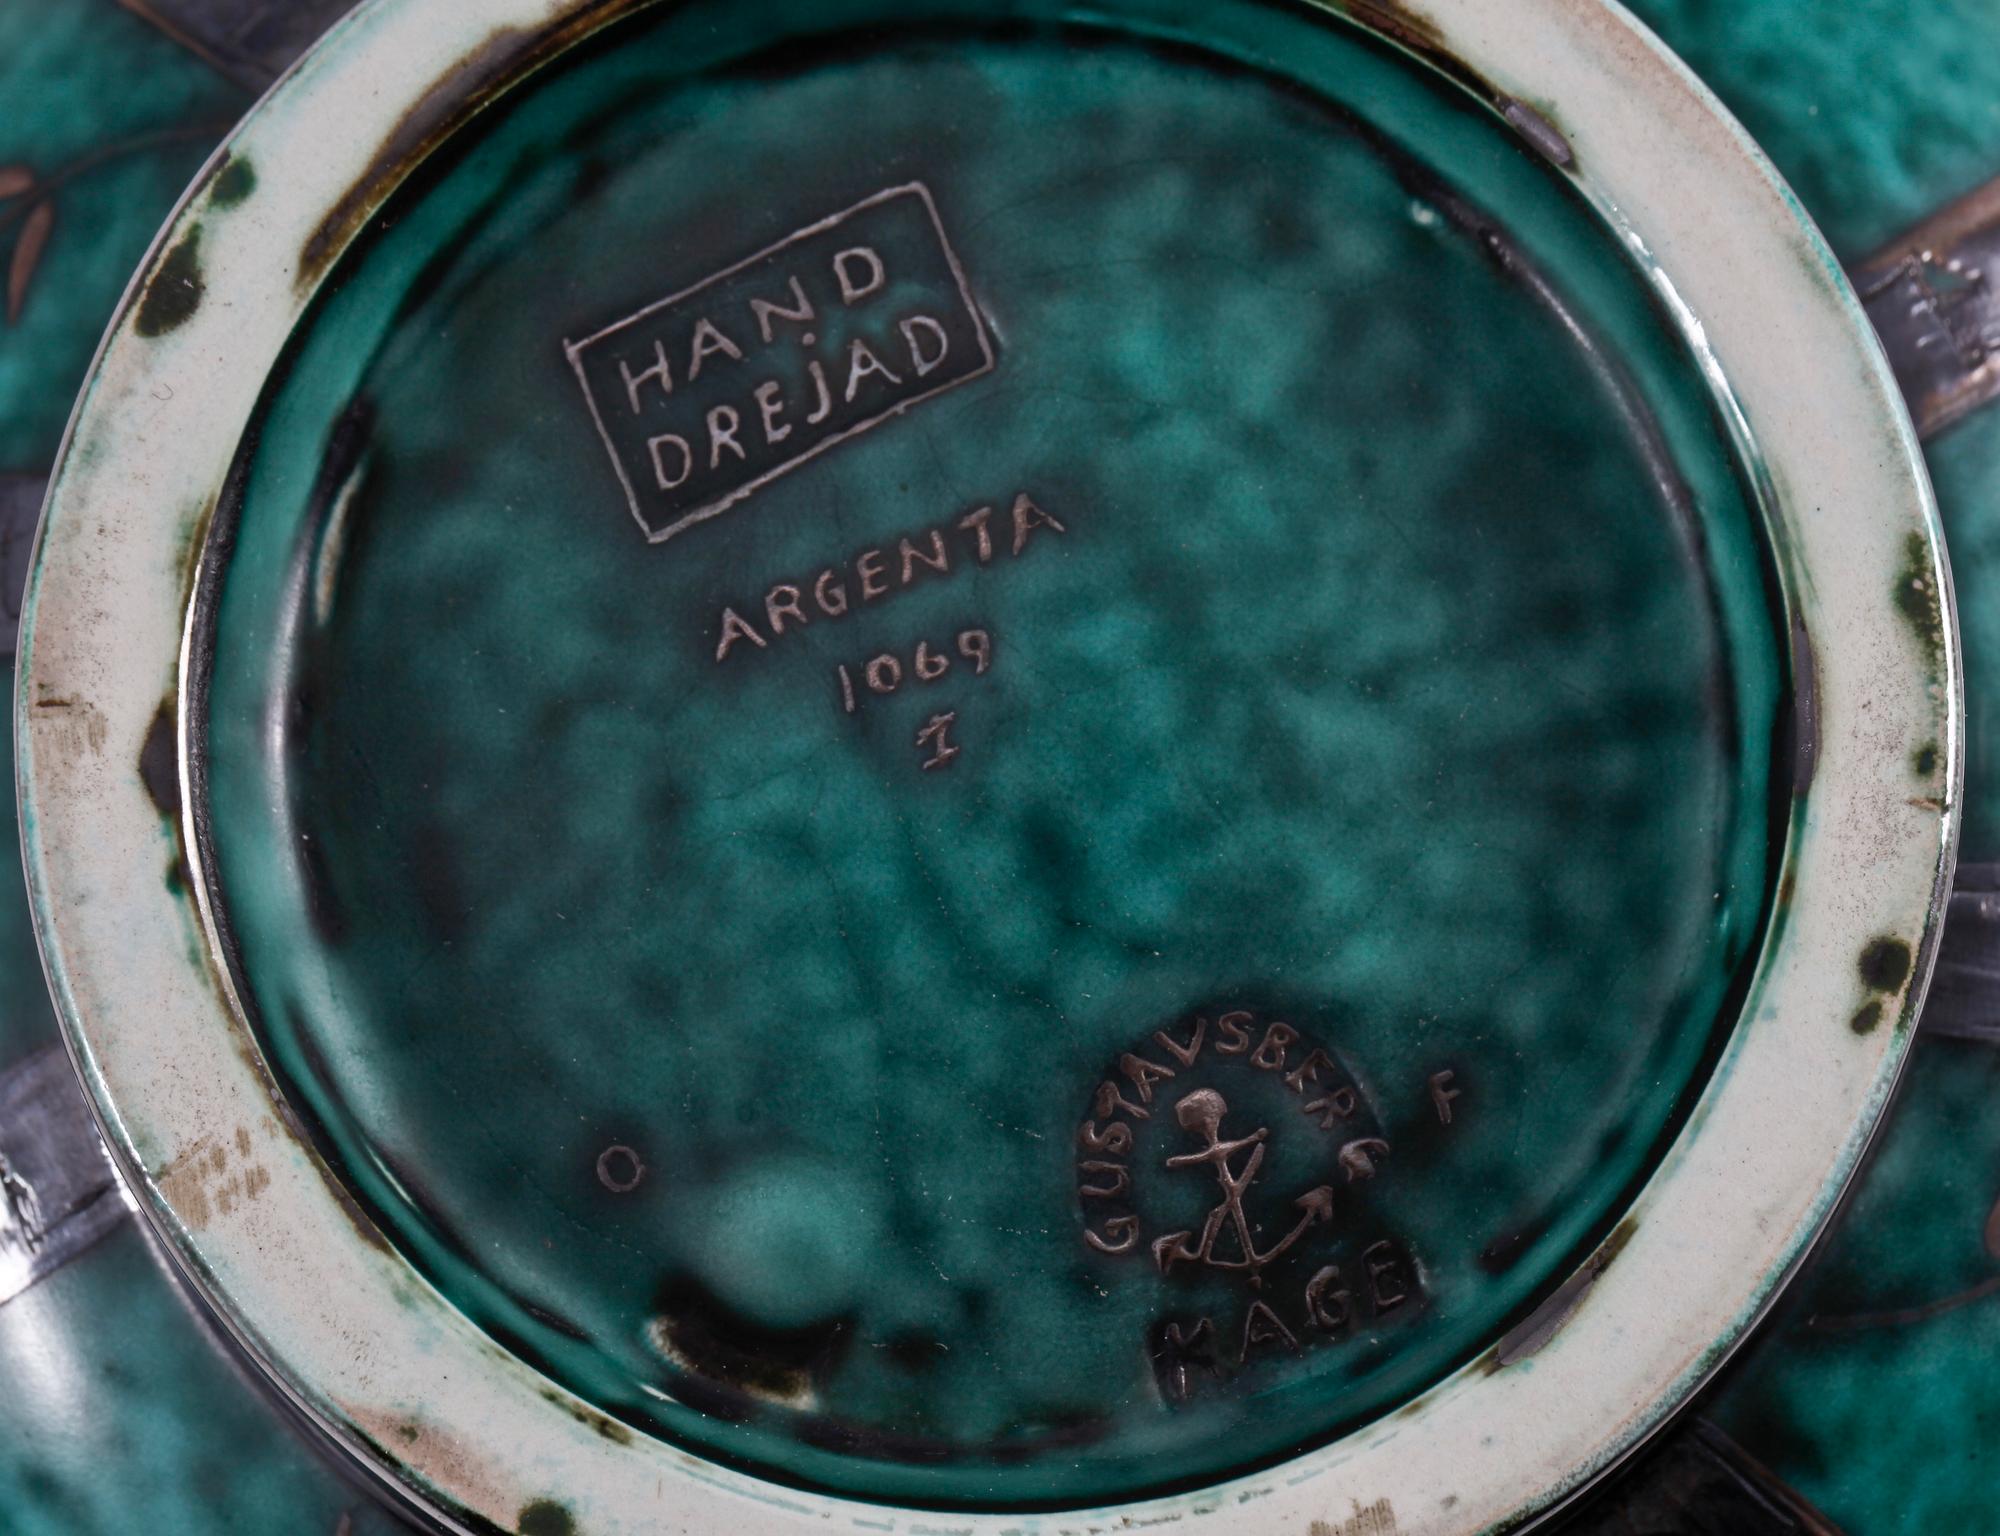 HAND
DREJAD
ARGENTA
1069
I
O
GUSTAVSBERG
F
KÅGE